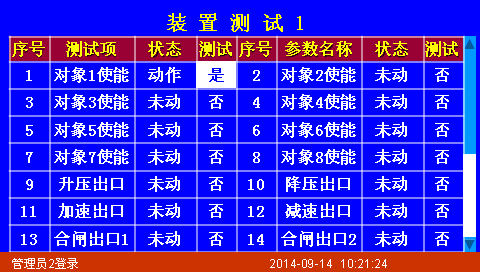 装 置 测 试 1
序号 测试项 状态 测试 序号 参数名称 状态 测试
1 对象1使能 动作 是 2 对象2使能 未动 否
3 对象3使能 未动 否 4 对象4使能 未动 否
5 对象5使能 未动 否 6 对象6使能 未动 否
7 对象7使能 未动 否 8 对象8使能 未动 否
9 升压出口 未动 否 10 降压出口 未动 否
11 加速出口 未动 否 12 减速出口 未动 否
13 合闸出口1 未动 否 14 合闸出口2 未动 否
管理员2登录 2014-09-14 10:21:24